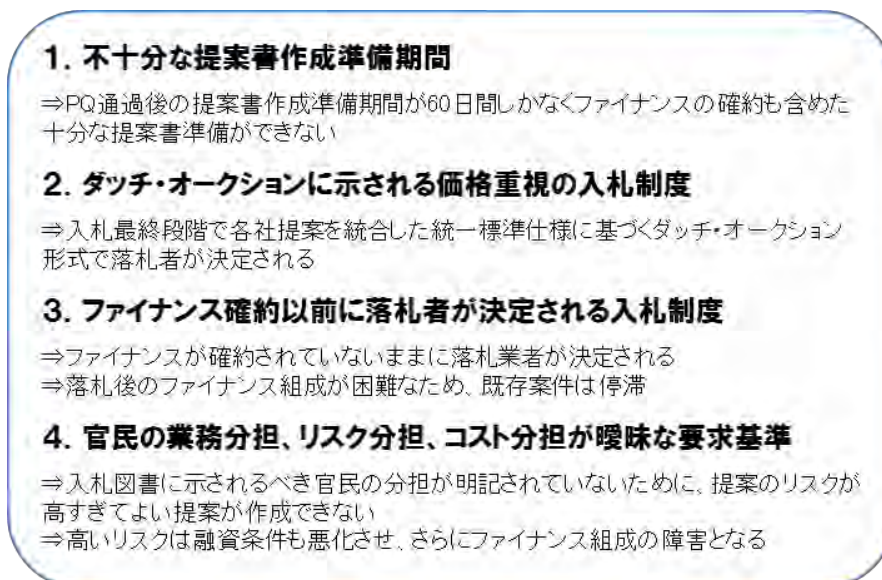 1. 不十分な提案書作成準備期間
⇒PQ通過後の提案書作成準備期間が60日間しかなくファイナンスの確約も含めた
十分な提案書準備ができない
2. ダッチ・オークションに示される価格重視の入札制度
⇒入札最終段階で各社提案を統合した統一標準仕様に基づくダッチ・オークション
形式で落札者が決定される
3. ファイナンス確約以前に落札者が決定される入札制度
⇒ファイナンスが確約されていないままに落札業者が決定される
⇒落札後のファイナンス組成が困難なため、既存案件は停滞
4. 官民の業務分担、リスク分担、コスト分担が曖昧な要求基準
⇒入札図書に示されるべき官民の分担が明記されていないために、提案のリスクが
高すぎてよい提案が作成できない
⇒高いリスクは融資条件も悪化させ、さらにファイナンス組成の障害となる